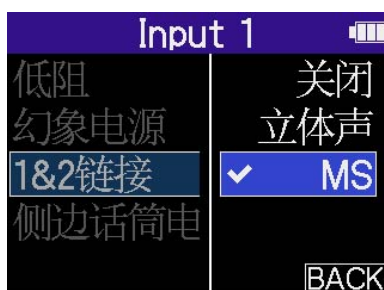 Input 1
低阻
幻象电源
1&2链接
侧边话筒电
关闭
立体声
MS
BACK